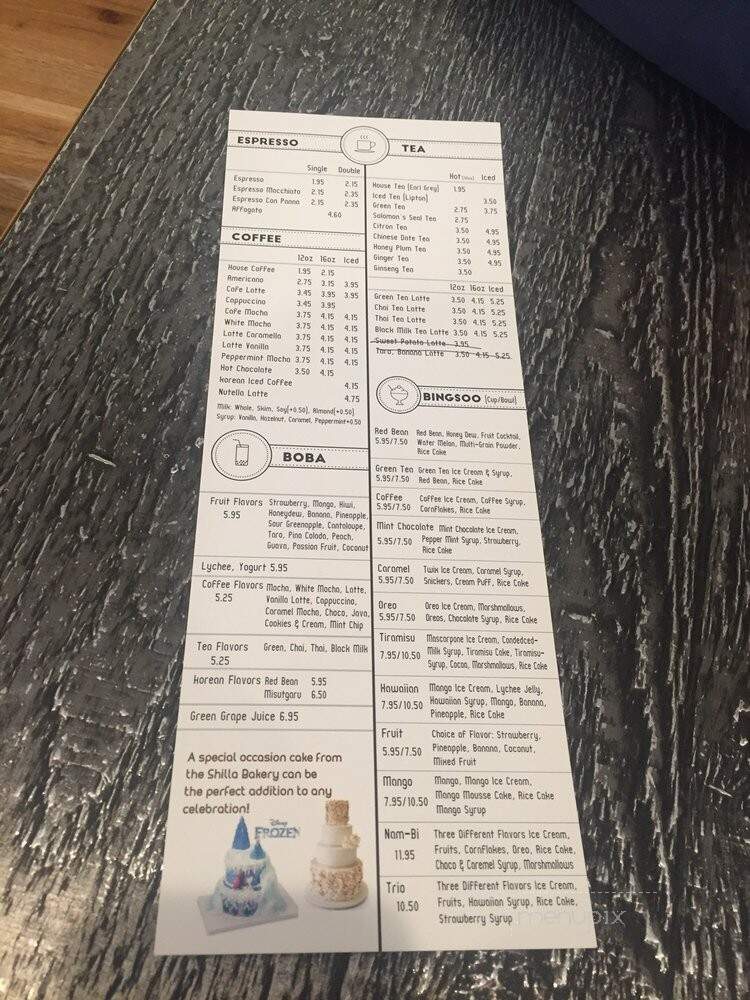 ESPRESSO
Single Double
Espresso 1.95 2.15
Espresso Macchiato 2.15 2.35
Espresso Con Panna 2.15 2.35
Affogato 4.60
COFFEE
12oz 16oz Iced
House Coffee 1.95 2.15
Americano 2.75 3.15 3.95
Cafe Latte 3.45 3.95 3.95
Cappuccino 3.45 3.95
Cafe Mocha 3.75 4.15 4.15
White Mocha 3.75 4.15 4.15
Latte Caramello 3.75 4.15 4.15
Latte Vanilla 3.75 4.15 4.15
Peppermint Mocha 3.75 4.15 4.15
Hot Chocolate 3.50 4.15
Korean Iced Coffee 4.15
Nutella Latte 4.75
Milk: Whole, Skim, Soy(+0.50), Almond(+0.50)
Syrup: Vanilla, Hazelnut, Caramel, Peppermint+0.50
BOBA
Fruit Flavors Strawberry, Mango, Kiwi,
5.95 Honeydew, Banana, Pineapple,
Sour Greenapple, Cantaloupe,
Taro, Pina Colada, Peach,
Guava, Passion Fruit, Coconut
Lychee, Yogurt 5.95
Coffee Flavors Mocha, White Mocha, Latte,
5.25 Vanilla Latte, Cappuccino,
Caramel Mocha, Choco, Java,
Cookies & Cream, Mint Chip
Tea Flavors Green, Chai, Thai, Black Milk
5.25
Korean Flavors Red Bean 5.95
Misutgaru 6.50
Green Grape Juice 6.95
A special occasion cake from
the Shilla Bakery can be
the perfect addition to any
celebration!
Disney
FROZEN
TEA
Hot Iced
House Tea (Earl Grey) 1.95
Iced Tea (Lipton) 3.50
Green Tea 2.75 3.75
Solomon's Seal Tea 2.75
Citron Tea 3.50 4.95
Chinese Date Tea 3.50 4.95
Honey Plum Tea 3.50 4.95
Ginger Tea 3.50 4.95
Ginseng Tea 3.50
12oz 16oz Iced
Green Tea Latte 3.50 4.15 5.25
Chai Tea Latte 3.50 4.15 5.25
Thai Tea Latte 3.50 4.15 5.25
Black Milk Tea Latte 3.50 4.15 5.25
Sweet Potato Latte 3.95
Taro, Banana Latte 3.50 4.15 5.25
BINGSOO (Cup/Bowl)
Red Bean Red Bean, Honey Dew, Fruit Cocktail,
5.95/7.50 Water Melon, Multi-Grain Powder,
Rice Cake
Green Tea Green Tea Ice Cream & Syrup,
5.95/7.50 Red Bean, Rice Cake
Coffee Coffee Ice Cream, Coffee Syrup,
5.95/7.50 Cornflakes, Rice Cake
Mint Chocolate Mint Chocolate Ice Cream,
5.95/7.50 Pepper Mint Syrup, Strawberry,
Rice Cake
Caramel Twix Ice Cream, Caramel Syrup,
5.95/7.50 Snickers, Cream Puff, Rice Cake
Oreo Oreo Ice Cream, Marshmallows,
5.95/7.50 Oreos, Chocolate Syrup, Rice Cake
Tiramisu Mascarpone Ice Cream, Condedced-
7.95/10.50 Milk Syrup, Tiramisu Cake, Tiramisu-
Syrup, Cocoa, Marshmallows, Rice Cake
Hawaiian Mango Ice Cream, Lychee Jelly,
7.95/10.50 Hawaiian Syrup, Mango, Banana,
Pineapple, Rice Cake
Fruit Choice of Flavor: Strawberry,
5.95/7.50 Pineapple, Banana, Coconut,
Mixed Fruit
Mango Mango, Mango Ice Cream,
7.95/10.50 Mango Mousse Cake, Rice Cake
Mango Syrup
Nam-Bi Three Different Flavors Ice Cream,
11.95 Fruits, Cornflakes, Oreo, Rice Cake,
Choco & Caremel Syrup, Marshmallows
Trio Three Different Flavors Ice Cream,
10.50 Fruits, Hawaiian Syrup, Rice Cake,
Strawberry Syrup
menupix